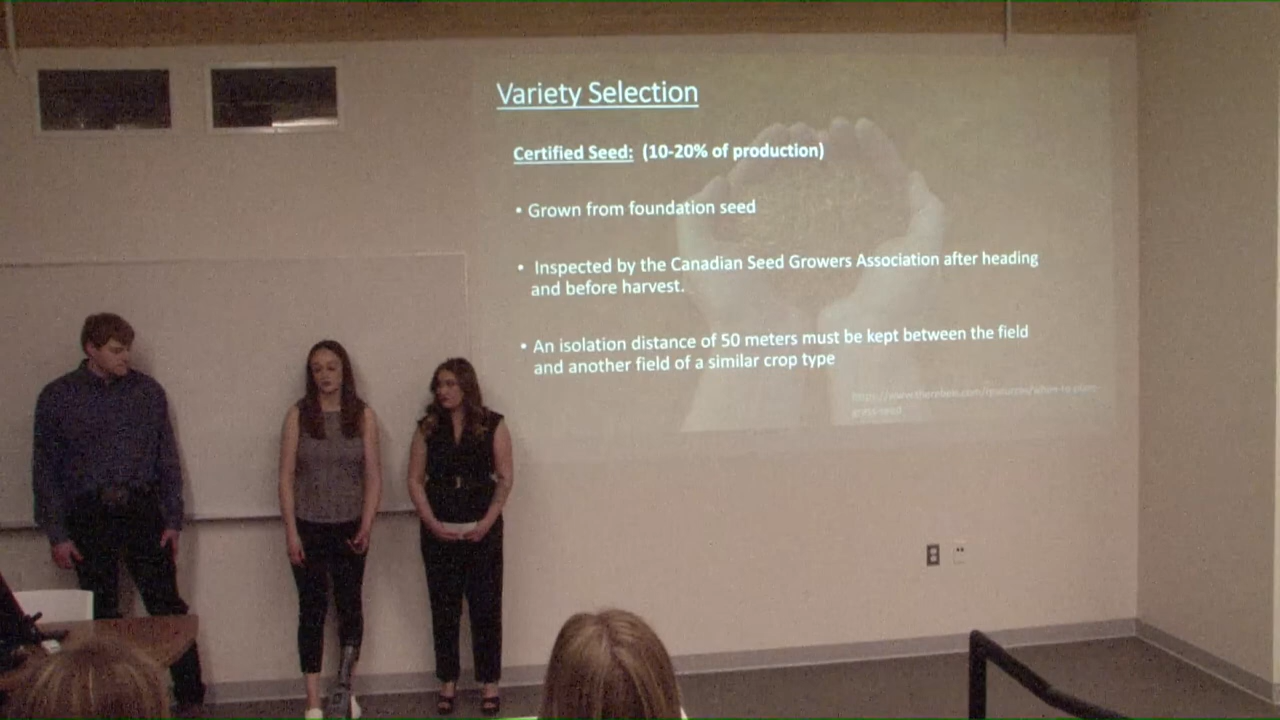 Variety Selection
Certified Seed: (10-20% of production)
• Grown from foundation seed
• Inspected by the Canadian Seed Growers Association after heading
and before harvest.
• An isolation distance of 50 meters must be kept between the field
and another field of a similar crop type
grass-seed